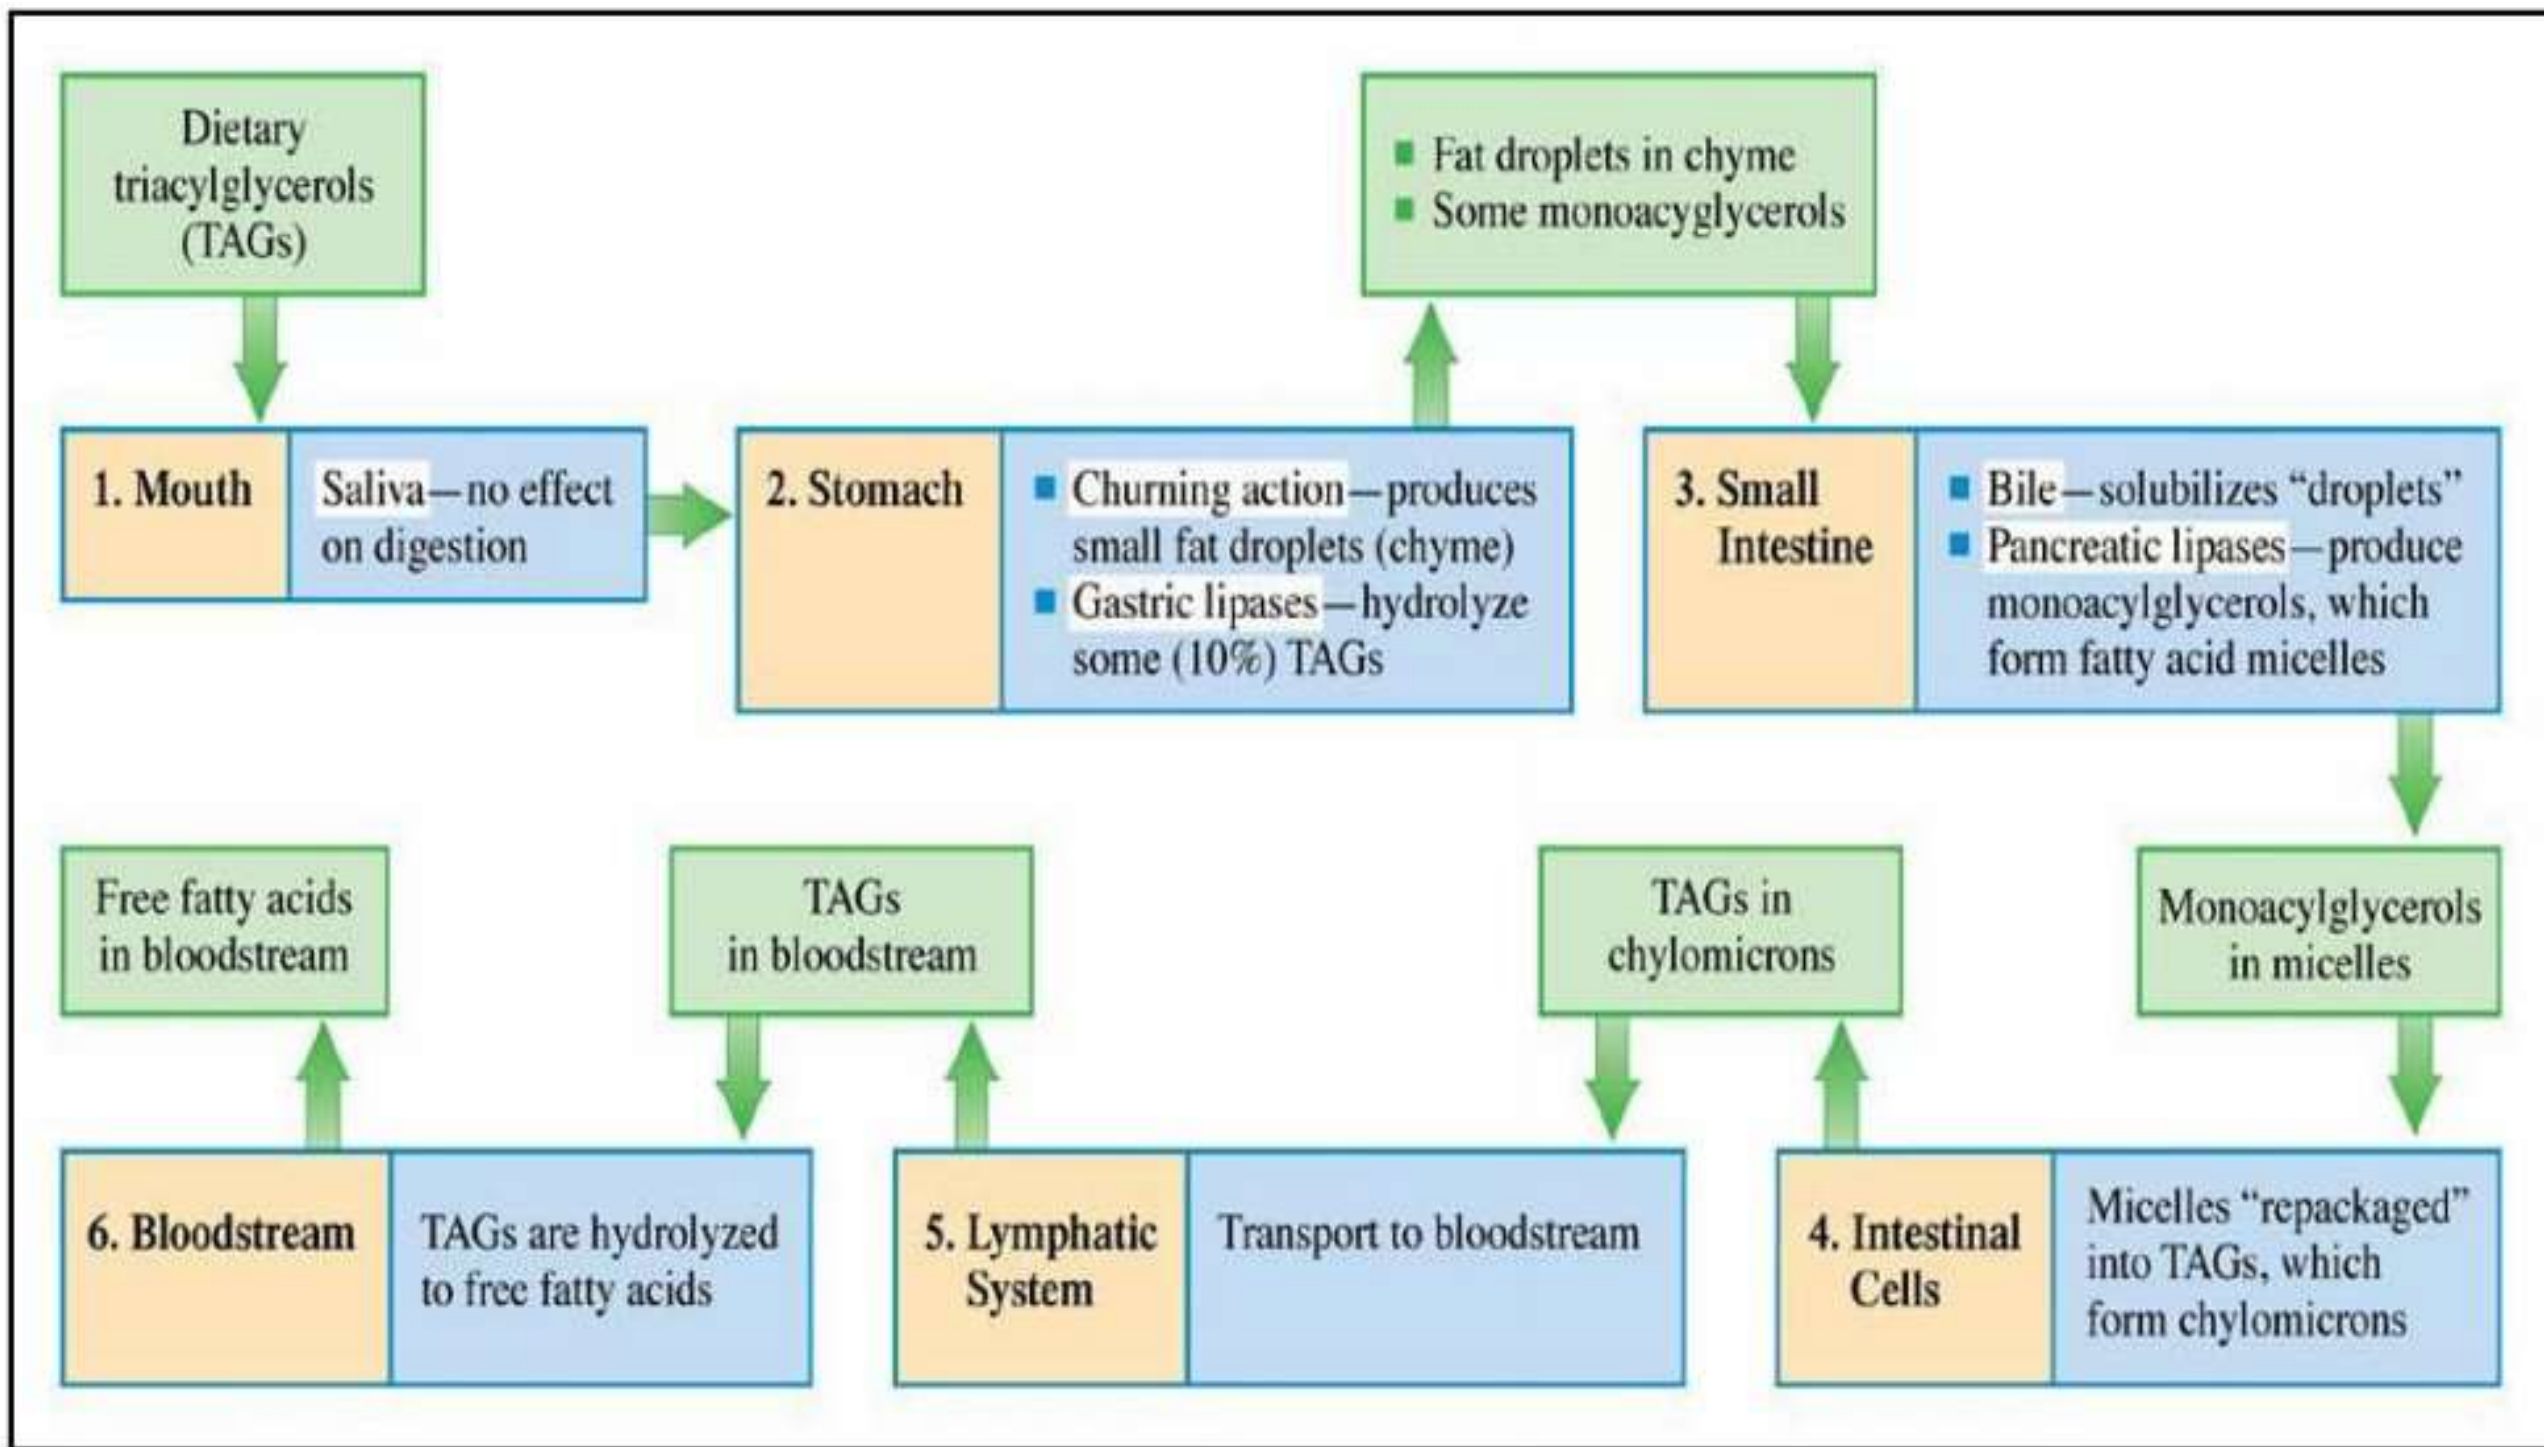 Dietary
triacylglycerols
(TAGs)
Fat droplets in chyme
Some monoacyglycerols
1. Mouth
Saliva—no effect
on digestion
2. Stomach
Churning action—produces
small fat droplets (chyme)
Gastric lipases—hydrolyze
some (10%) TAGs
3. Small
Intestine
Bile—solubilizes “droplets”
Pancreatic lipases—produce
monoacylglycerols, which
form fatty acid micelles
Free fatty acids
in bloodstream
TAGs
in bloodstream
TAGs in
chylomicrons
Monoacylglycerols
in micelles
6. Bloodstream
TAGs are hydrolyzed
to free fatty acids
5. Lymphatic
System
Transport to bloodstream
4. Intestinal
Cells
Micelles “repackaged”
into TAGs, which
form chylomicrons